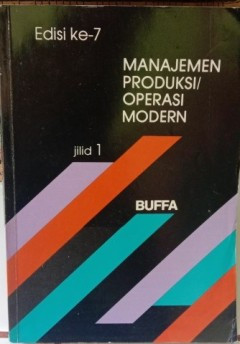 Edisi ke-7
MANAJEMEN
PRODUKSI/
OPERASI
MODERN
jilid 1
BUFFA